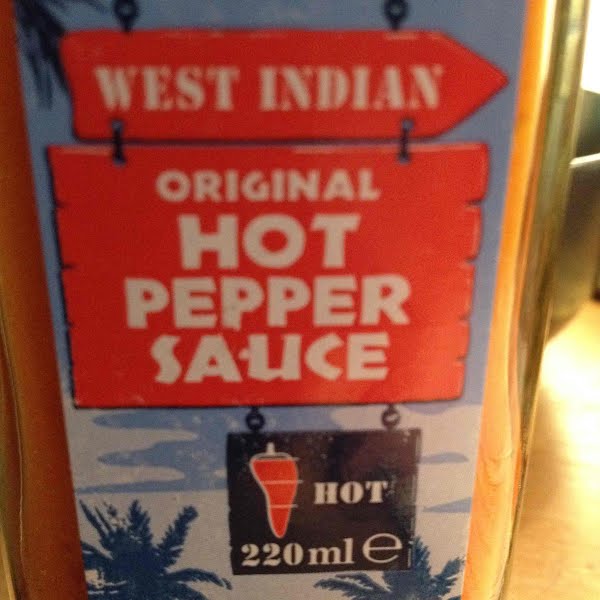 WEST INDIAN
ORIGINAL
HOT
PEPPER
SAUCE
HOT
220ml e